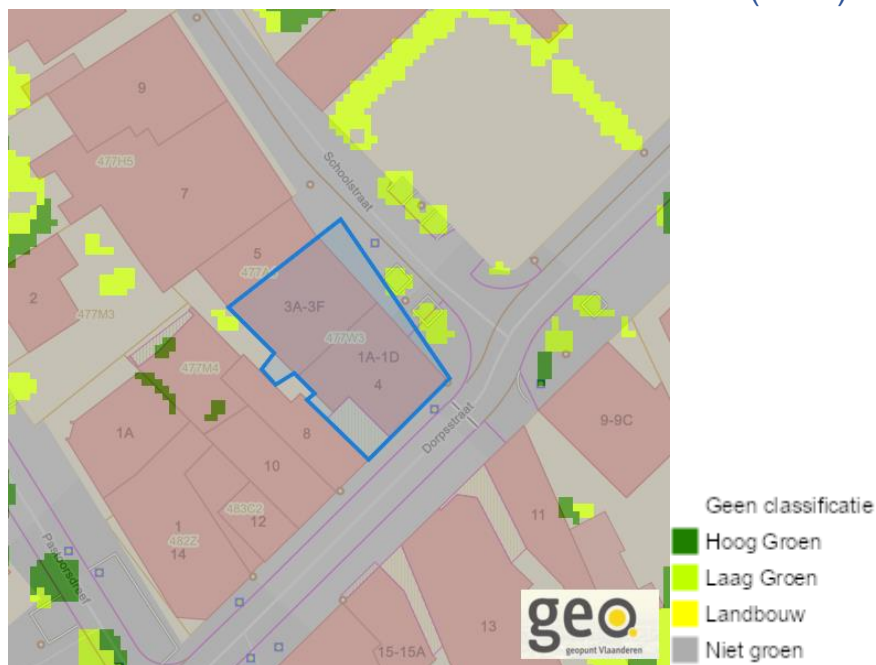 9
477H5
7
Schoolstraat
5
2
477M3
3A-3F
477W3
1A-1D
4
477M4
1A
8
10
Dorpsstraat
9-9C
483C2
12
1
14
482Z
11
Pastoorsdreef
13
15-15A
geo
geopunt Vlaanderen
Geen classificatie
Hoog Groen
Laag Groen
Landbouw
Niet groen